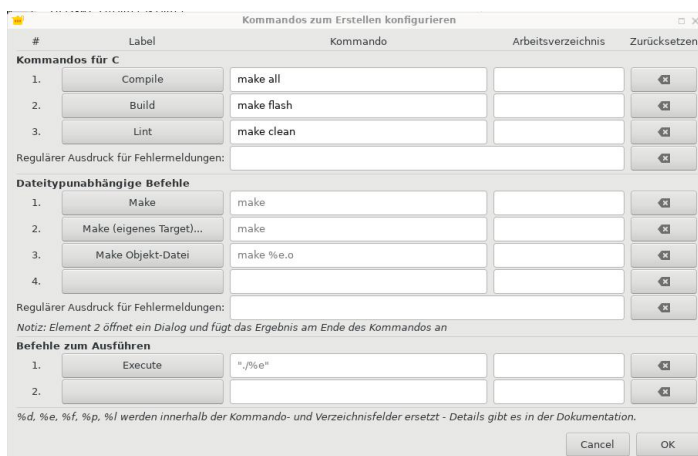 Kommandos zum Erstellen konfigurieren
# Label Kommando Arbeitsverzeichnis Zurücksetzen
Kommandos für C
1. Compile make all
2. Build make flash
3. Lint make clean
Regulärer Ausdruck für Fehlermeldungen:
Dateitypunabhängige Befehle
1. Make make
2. Make (eigenes Target)... make
3. Make Objekt-Datei make %e.o
4.
Regulärer Ausdruck für Fehlermeldungen:
Notiz: Element 2 öffnet ein Dialog und fügt das Ergebnis am Ende des Kommandos an
Befehle zum Ausführen
1. Execute "./%e"
2.
%d, %e, %f, %p, %l werden innerhalb der Kommando- und Verzeichnisfelder ersetzt - Details gibt es in der Dokumentation.
Cancel OK